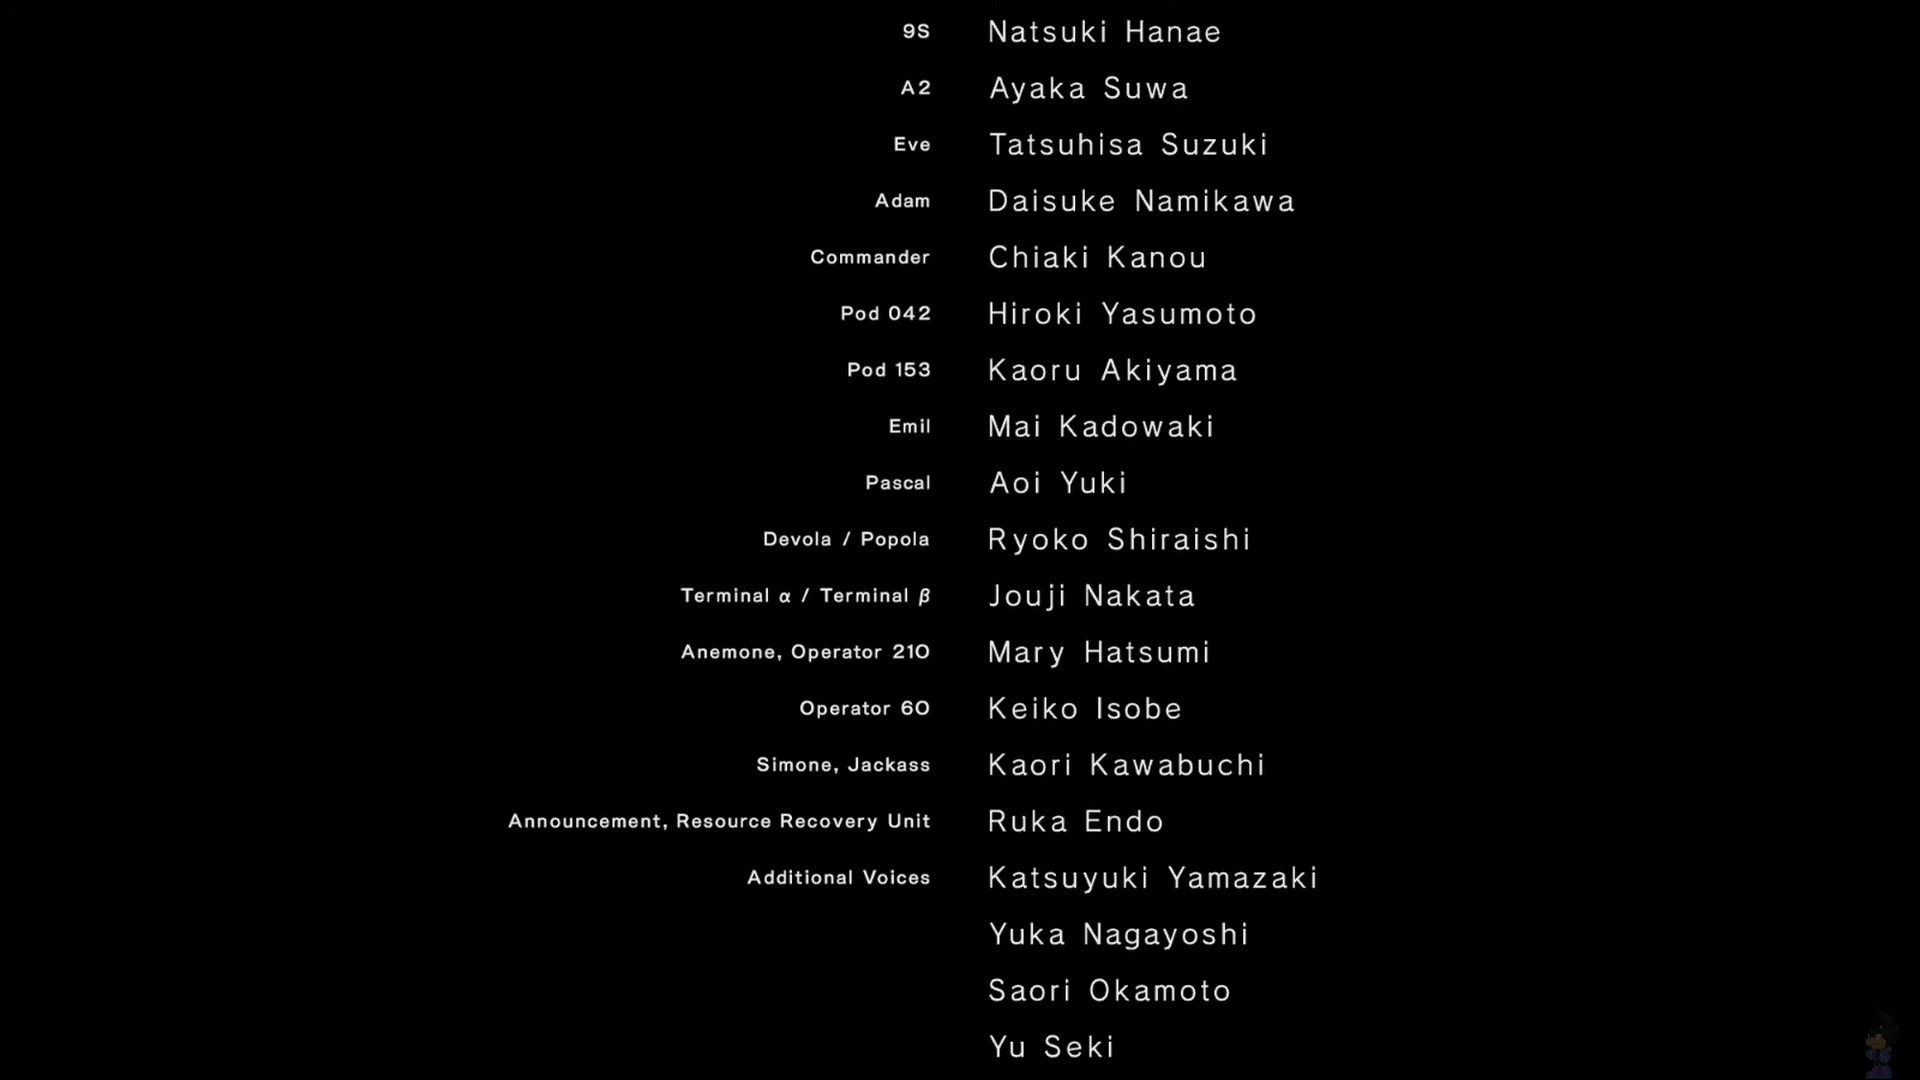 9S Natsuki Hanae
A2 Ayaka Suwa
Eve Tatsuhisa Suzuki
Adam Daisuke Namikawa
Commander Chiaki Kanou
Pod 042 Hiroki Yasumoto
Pod 153 Kaoru Akiyama
Emil Mai Kadowaki
Pascal Aoi Yuki
Devola / Popola Ryoko Shiraishi
Terminal α / Terminal β Jouji Nakata
Anemone, Operator 21O Mary Hatsumi
Operator 6O Keiko Isobe
Simone, Jackass Kaori Kawabuchi
Announcement, Resource Recovery Unit Ruka Endo
Additional Voices Katsuyuki Yamazaki
Yuka Nagayoshi
Saori Okamoto
Yu Seki